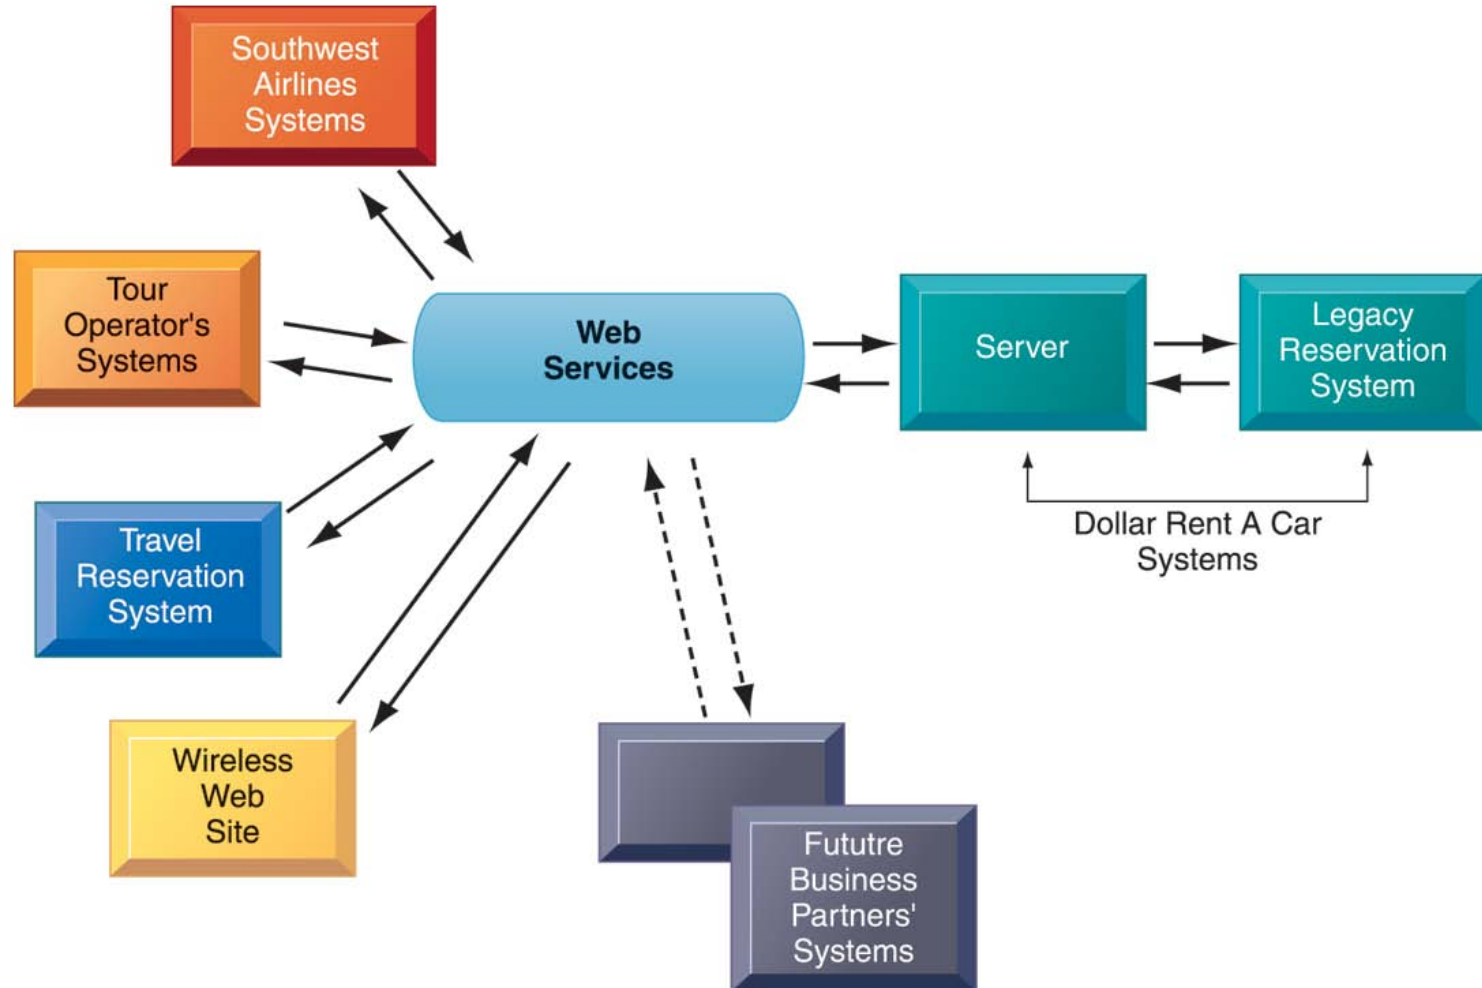 Southwest
Airlines
Systems
Tour
Operator's
Systems
Web
Services
Server
Legacy
Reservation
System
Dollar Rent A Car
Systems
Travel
Reservation
System
Wireless
Web
Site
Fututre
Business
Partners'
Systems